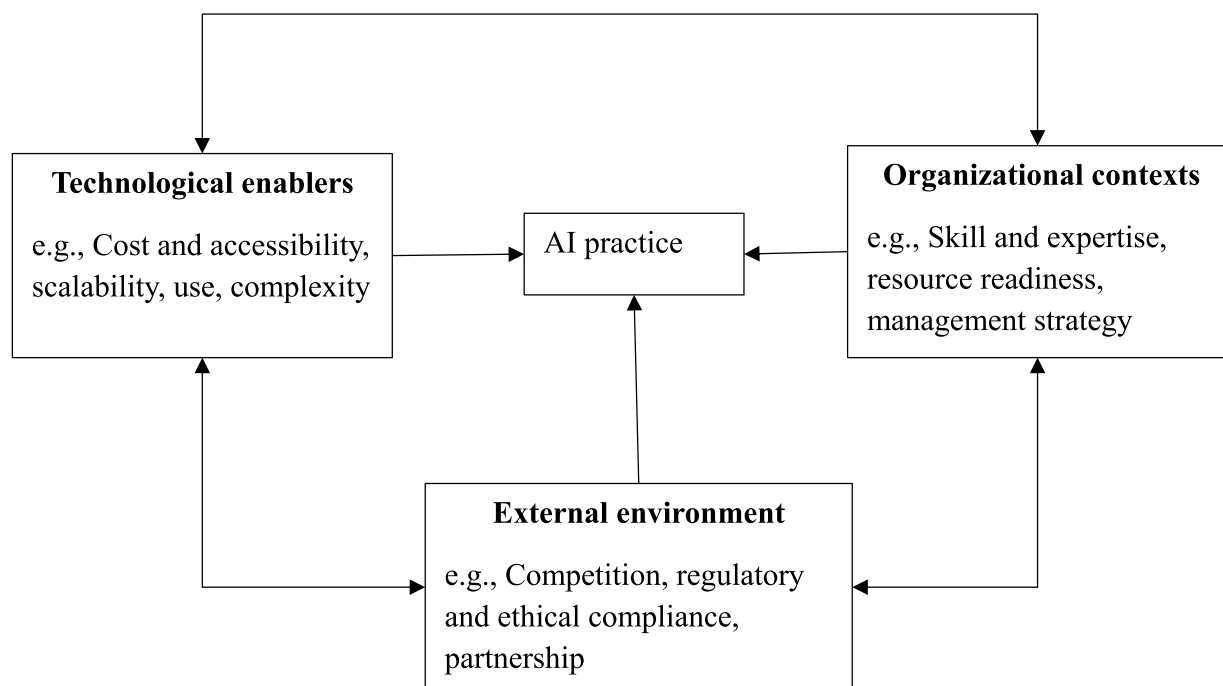 Technological enablers
e.g., Cost and accessibility,
scalability, use, complexity
AI practice
Organizational contexts
e.g., Skill and expertise,
resource readiness,
management strategy
External environment
e.g., Competition, regulatory
and ethical compliance,
partnership